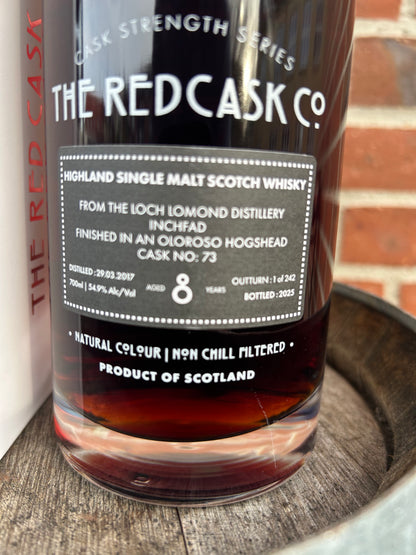 CASK STRENGTH SERIES
THE RED CASK CO
HIGHLAND SINGLE MALT SCOTCH WHISKY
FROM THE LOCH LOMOND DISTILLERY
INCHFAD
FINISHED IN AN OLOROSO HOGSHEAD
CASK NO: 73
DISTILLED : 29.03.2017
700ml | 54.9% Alc/Vol
AGED 8 YEARS
OUTTURN : 1 of 242
BOTTLED : 2025
• NATURAL COLOUR | NON CHILL FILTERED •
PRODUCT OF SCOTLAND
THE RED CASK